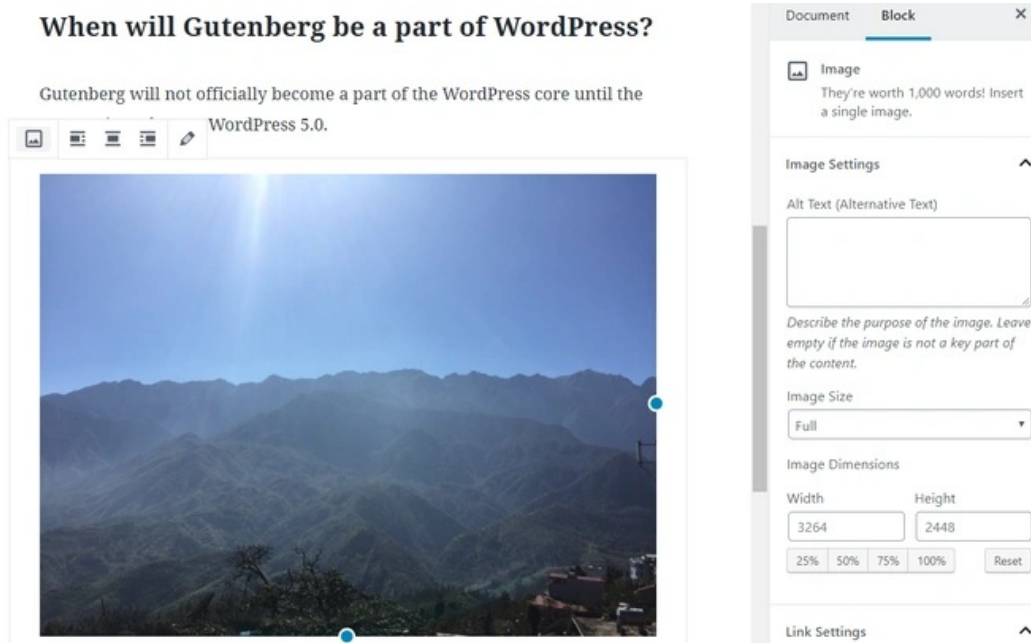 When will Gutenberg be a part of WordPress?
Gutenberg will not officially become a part of the WordPress core until the
WordPress 5.0.
Document Block
Image
They're worth 1,000 words! Insert
a single image.
Image Settings
Alt Text (Alternative Text)
Describe the purpose of the image. Leave
empty if the image is not a key part of
the content.
Image Size
Full
Image Dimensions
Width Height
3264 2448
25% 50% 75% 100% Reset
Link Settings